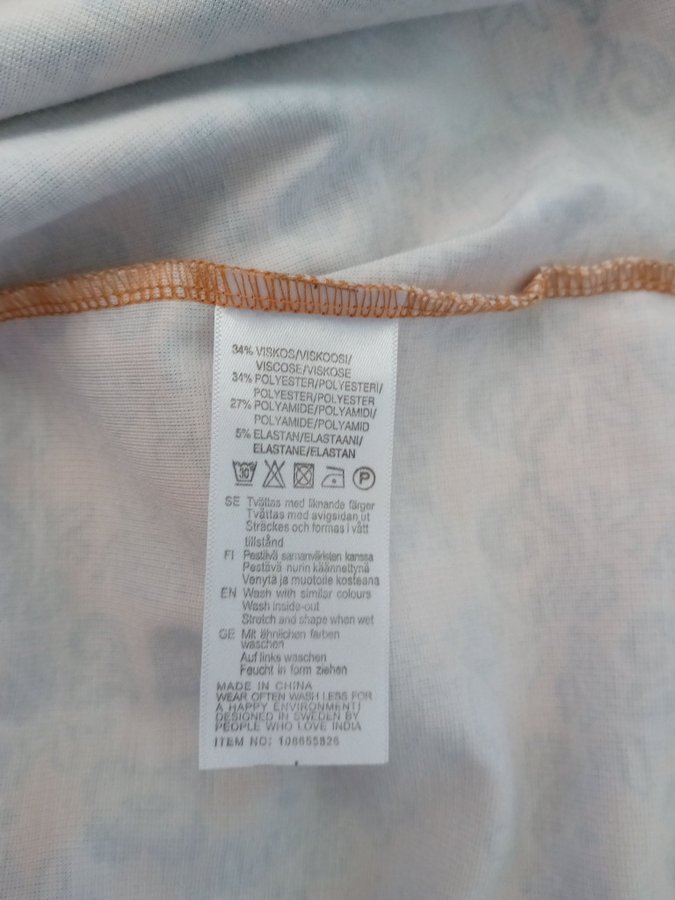 34% VISKOS/VISKOOSI/
VISCOSE/VISKOSE
34% POLYESTER/POLYESTERI/
POLYESTER/POLYESTER
27% POLYAMIDE/POLYAMIDI/
POLYAMIDE/POLYAMID
5% ELASTAN/ELASTAANI/
ELASTANE/ELASTAN
30° P
SE Tvättas med liknande färger
Tvättas med avigsidan ut
Sträckes och formas i vått
tillstånd
FI Pestävä samanväristen kanssa
Pestävä nurin käännettynä
Venytä ja muotoile kosteana
EN Wash with similar colours
Wash inside-out
Stretch and shape when wet
GE Mit ähnlichen farben
waschen
Auf links waschen
Feucht in form ziehen
MADE IN CHINA
WEAR OFTEN WASH LESS FOR
A HAPPY ENVIRONMENT!
DESIGNED IN SWEDEN BY
PEOPLE WHO LOVE INDIA
ITEM NO: 108655826